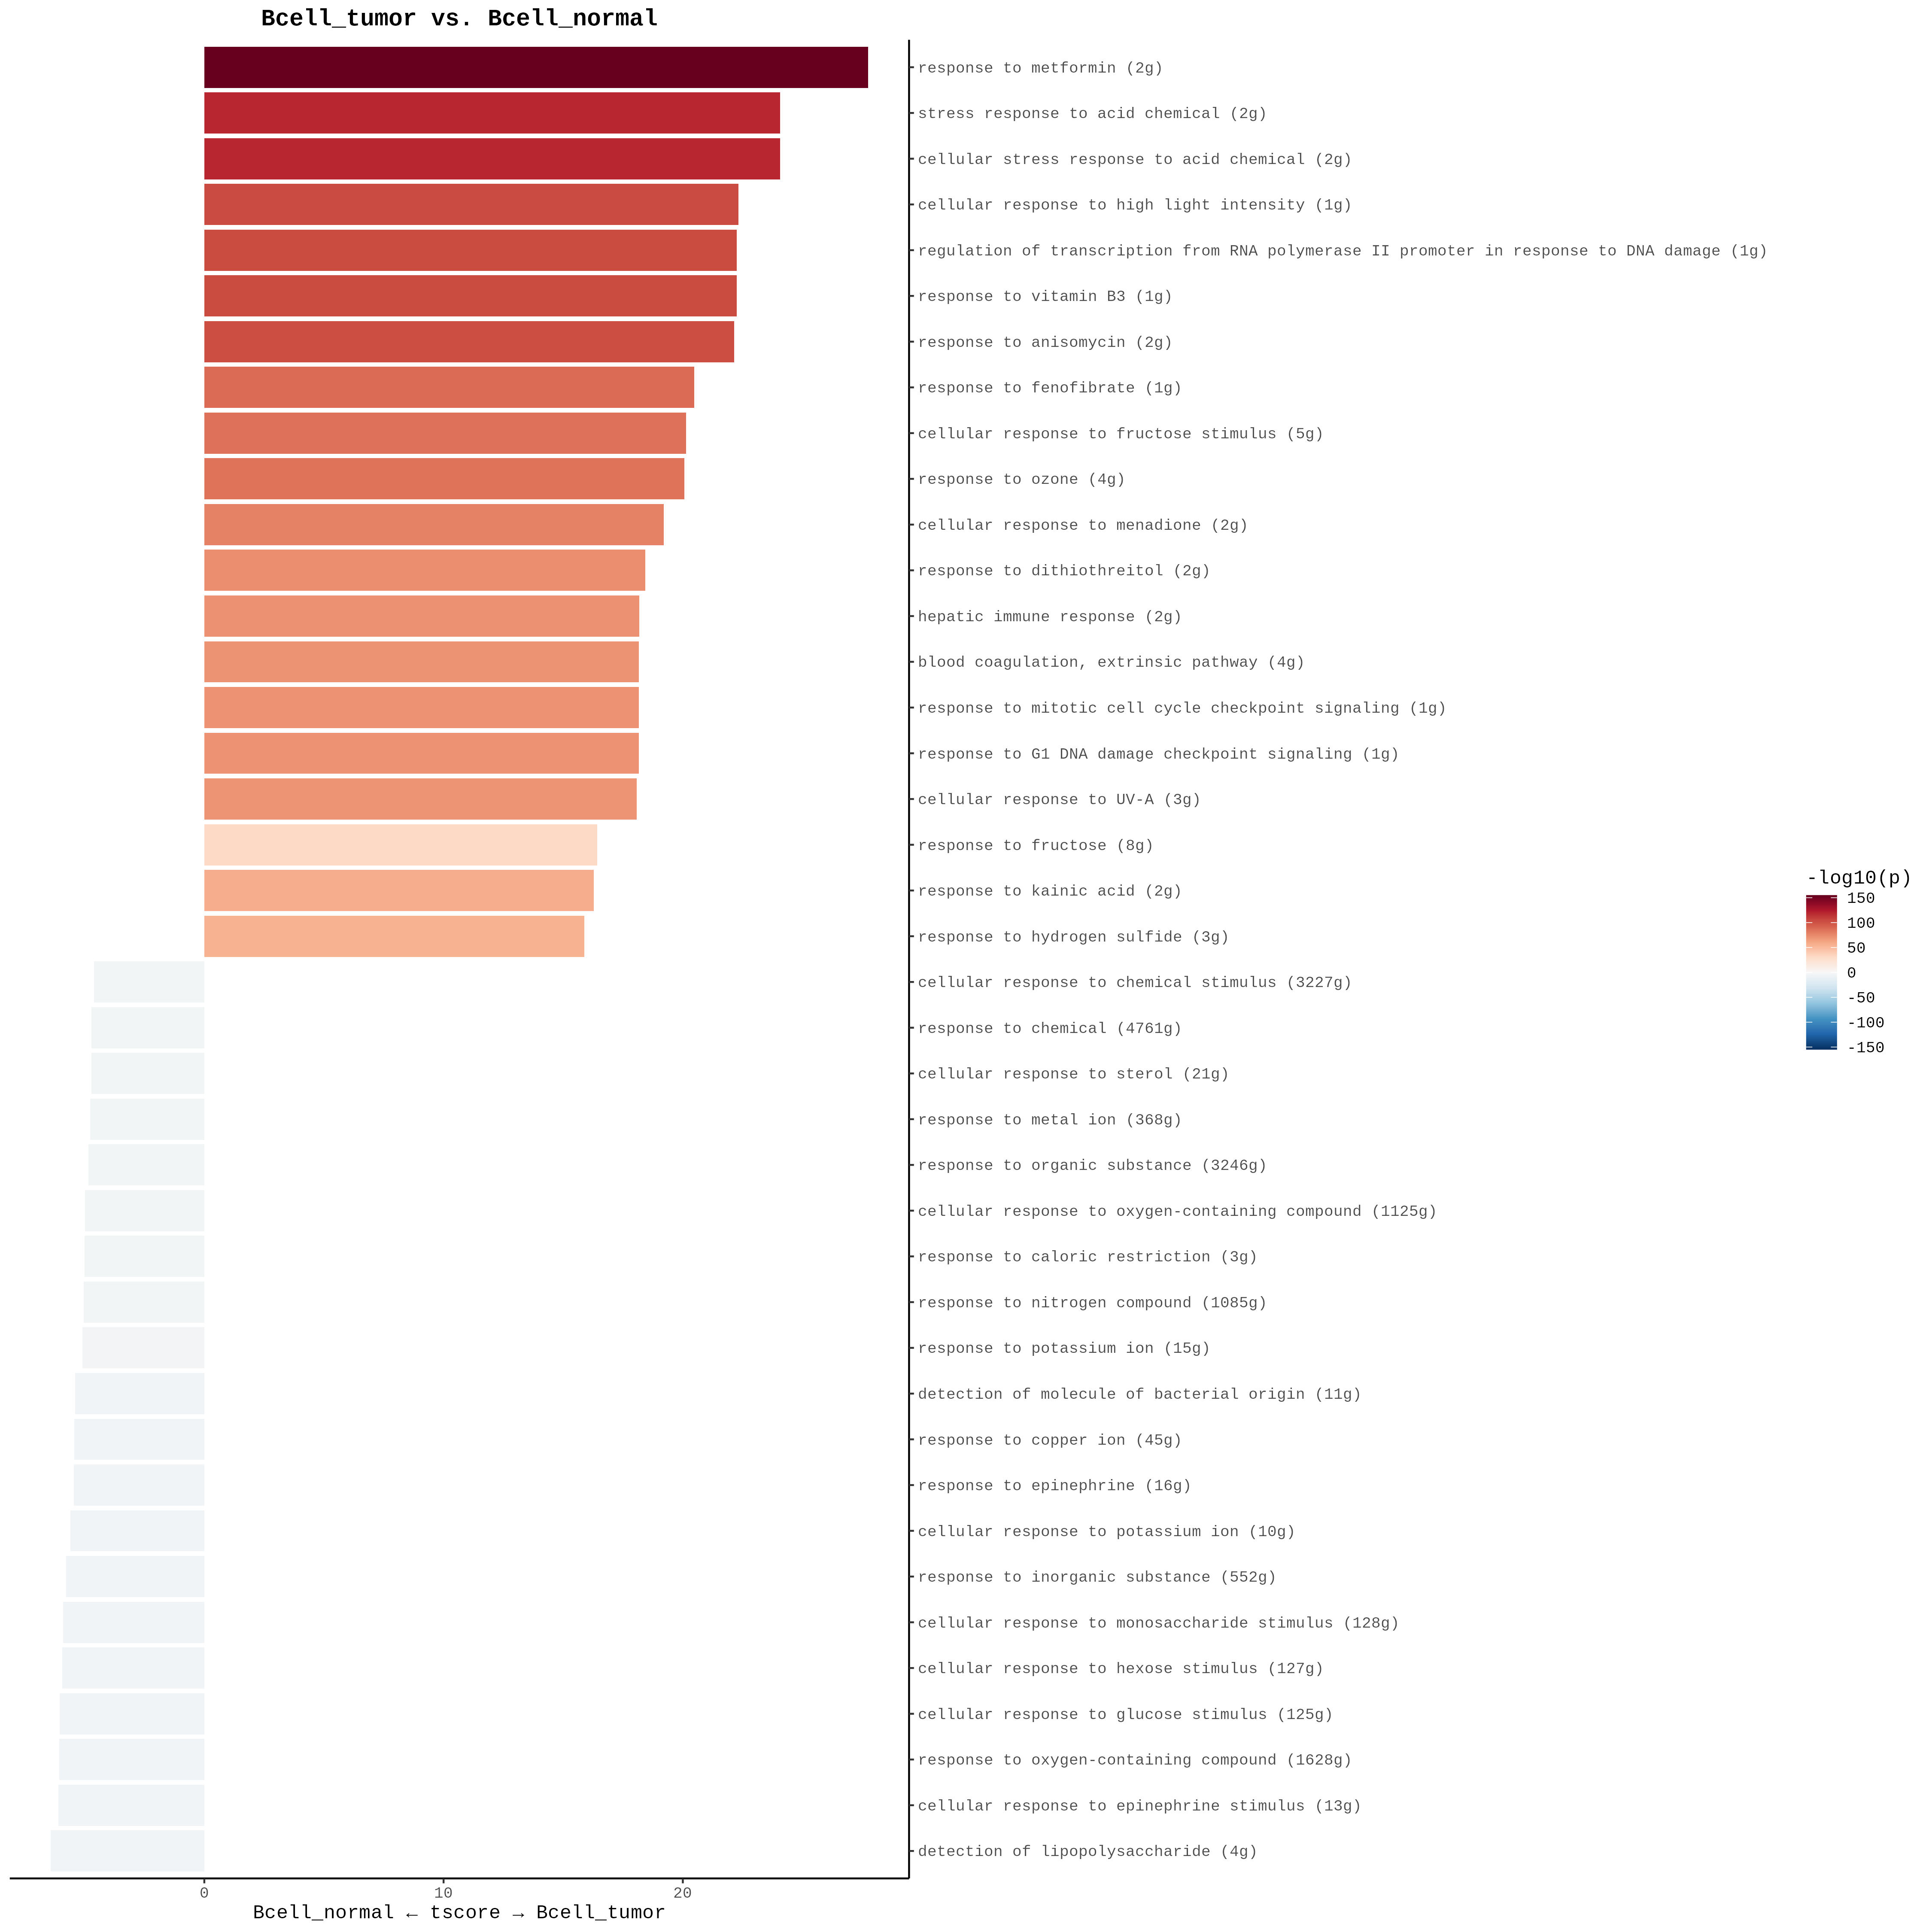 Bcell_tumor vs. Bcell_normal
response to metformin (2g)
stress response to acid chemical (2g)
cellular stress response to acid chemical (2g)
cellular response to high light intensity (1g)
regulation of transcription from RNA polymerase II promoter in response to DNA damage (1g)
response to vitamin B3 (1g)
response to anisomycin (2g)
response to fenofibrate (1g)
cellular response to fructose stimulus (5g)
response to ozone (4g)
cellular response to menadione (2g)
response to dithiothreitol (2g)
hepatic immune response (2g)
blood coagulation, extrinsic pathway (4g)
response to mitotic cell cycle checkpoint signaling (1g)
response to G1 DNA damage checkpoint signaling (1g)
cellular response to UV-A (3g)
response to fructose (8g)
response to kainic acid (2g)
response to hydrogen sulfide (3g)
cellular response to chemical stimulus (3227g)
response to chemical (4761g)
cellular response to sterol (21g)
response to metal ion (368g)
response to organic substance (3246g)
cellular response to oxygen-containing compound (1125g)
response to caloric restriction (3g)
response to nitrogen compound (1085g)
response to potassium ion (15g)
detection of molecule of bacterial origin (11g)
response to copper ion (45g)
response to epinephrine (16g)
cellular response to potassium ion (10g)
response to inorganic substance (552g)
cellular response to monosaccharide stimulus (128g)
cellular response to hexose stimulus (127g)
cellular response to glucose stimulus (125g)
response to oxygen-containing compound (1628g)
cellular response to epinephrine stimulus (13g)
detection of lipopolysaccharide (4g)
0 10 20
Bcell_normal ← tscore → Bcell_tumor
-log10(p)
150
100
50
0
-50
-100
-150